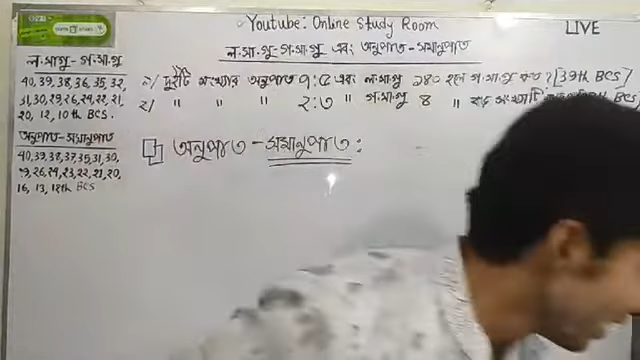 Youtube: Online Study Room
LIVE
ল.সা.গু-গ.সা.গু এবং অনুপাত-সমানুপাত
ল.সা.গু-গ.সা.গু
40,39,38,36,35,32,
31,30,29,26,24,22,21,
20,12,10th BCS.
অনুপাত-সমানুপাত
40,39,38,37,35,31,30,
29,26,24,23,22,21,20,
16,13,12th BCS
১/ দুইটি সংখ্যার অনুপাত ৭:৫ এবং ল.সা.গু ১৪০ হলে গ.সা.গু কত? [39th BCS]
২/ " " " ২:৩ " গ.সা.গু ৪ " সংখ্যাটি
অনুপাত-সমানুপাত: